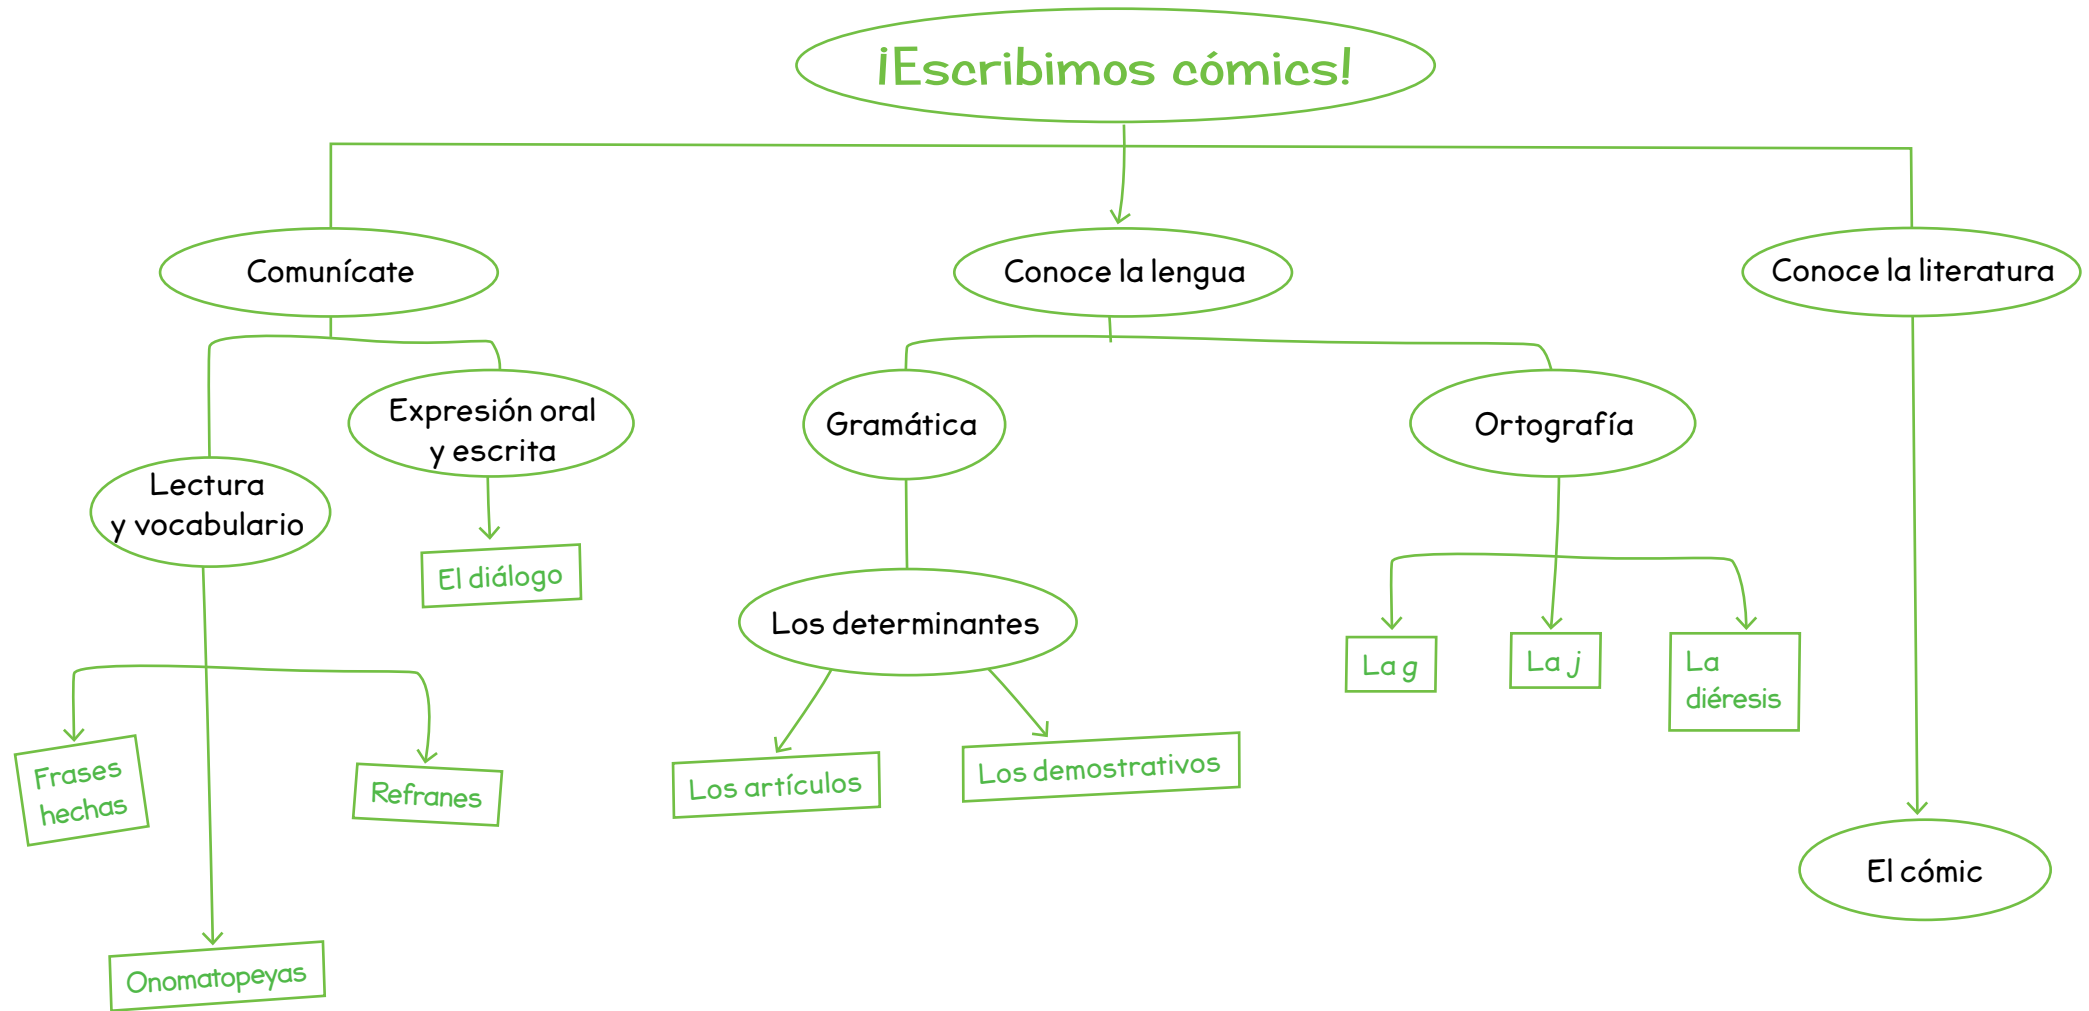 ¡Escribimos cómics!
Comunícate
Conoce la lengua
Conoce la literatura
Expresión oral
y escrita
Gramática
Ortografía
Lectura
y vocabulario
El diálogo
Los determinantes
La g
La j
La
diéresis
Frases
hechas
Refranes
Los artículos
Los demostrativos
El cómic
Onomatopeyas